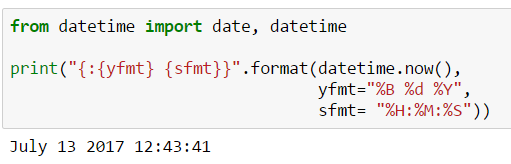 from datetime import date, datetime
print("{:{yfmt} {sfmt}}".format(datetime.now(),
yfmt="%B %d %Y",
sfmt= "%H:%M:%S"))
July 13 2017 12:43:41